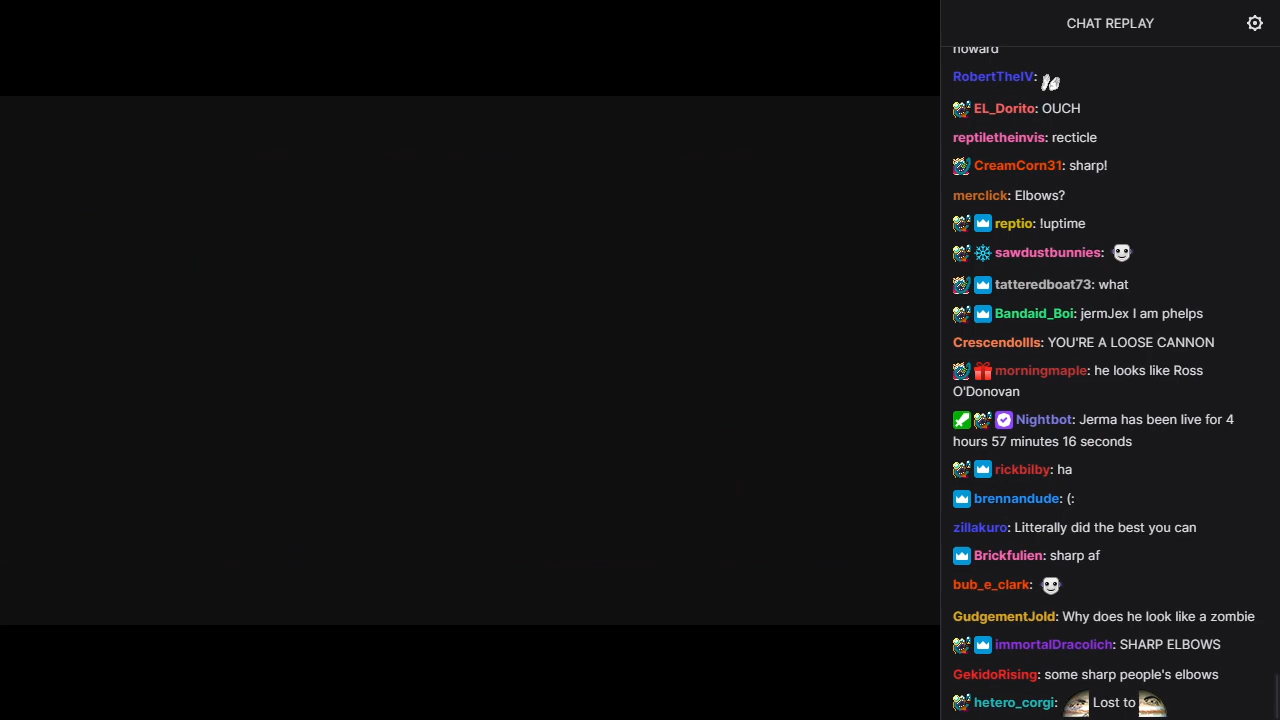 CHAT REPLAY
howard
RobertTheIV:
EL_Dorito: OUCH
reptiletheinvis: recticle
CreamCorn31: sharp!
merclick: Elbows?
reptio: !uptime
sawdustbunnies:
tatteredboat73: what
Bandaid_Boi: jermJex I am phelps
Crescendollls: YOU'RE A LOOSE CANNON
morningmaple: he looks like Ross
O'Donovan
Nightbot: Jerma has been live for 4
hours 57 minutes 16 seconds
rickbilby: ha
brennandude: (:
zillakuro: Litterally did the best you can
Brickfulien: sharp af
bub_e_clark:
GudgementJold: Why does he look like a zombie
immortalDracolich: SHARP ELBOWS
GekidoRising: some sharp people's elbows
hetero_corgi: Lost to